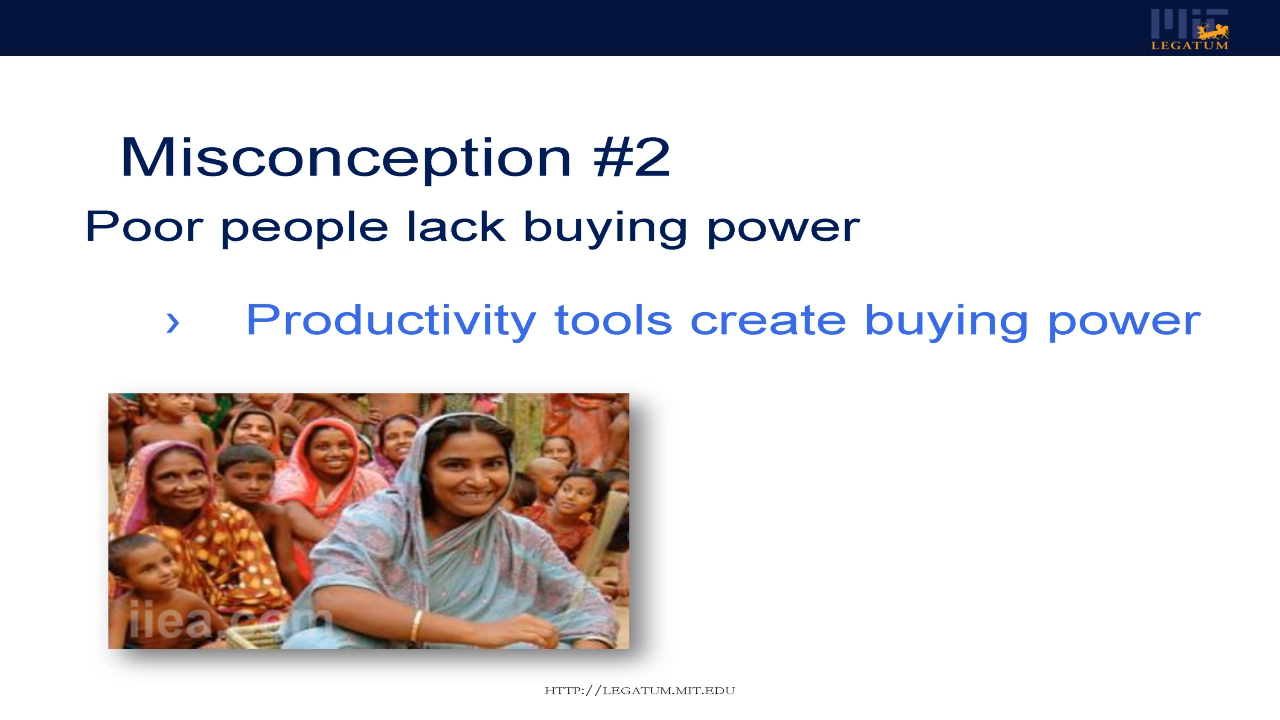 MIT
LEGATUM
Misconception #2
Poor people lack buying power
› Productivity tools create buying power
iiea.com
HTTP://LEGATUM.MIT.EDU